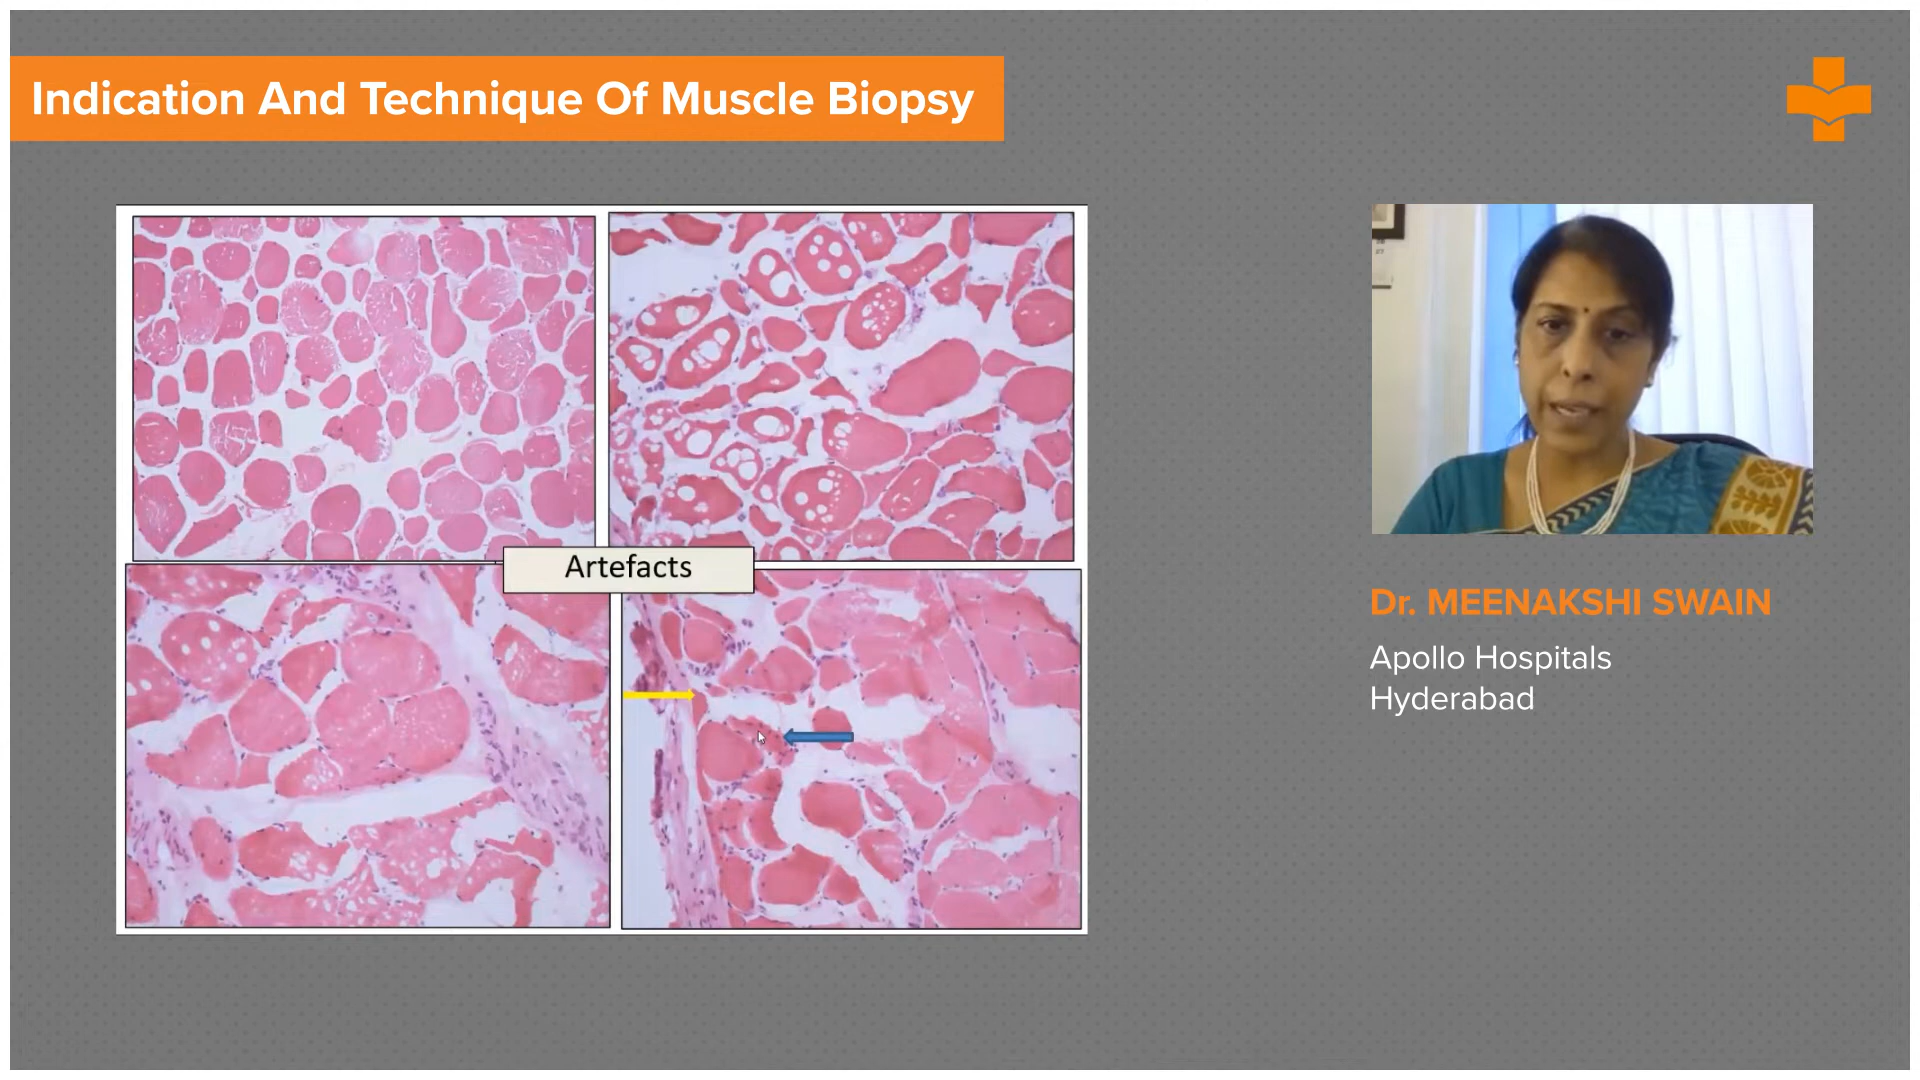 Indication And Technique Of Muscle Biopsy
Artefacts
Dr. MEENAKSHI SWAIN
Apollo Hospitals
Hyderabad